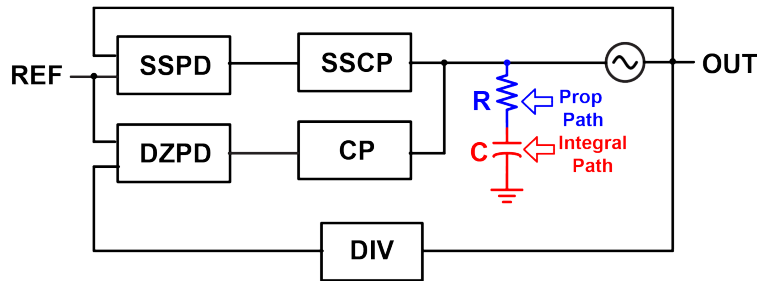 REF
SSPD
SSCP
OUT
R
Prop
Path
DZPD
CP
C
Integral
Path
DIV